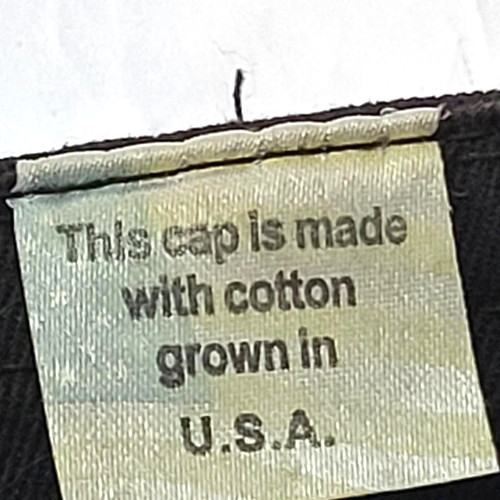 This cap is made
with cotton
grown in
U.S.A.